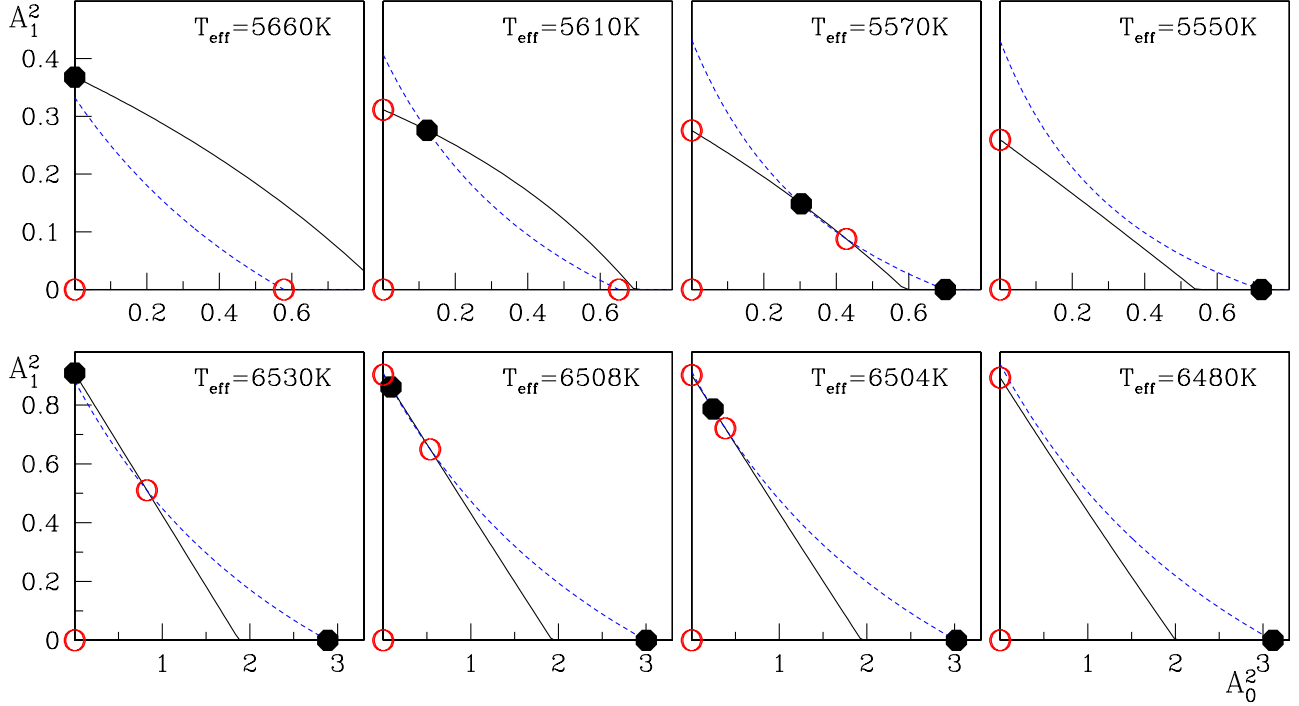 A₁² T_eff=5660K T_eff=5610K T_eff=5570K T_eff=5550K
0.4
0.3
0.2
0.1
0
0.2 0.4 0.6 0.2 0.4 0.6 0.2 0.4 0.6 0.2 0.4 0.6
A₁² T_eff=6530K T_eff=6508K T_eff=6504K T_eff=6480K
0.8
0.6
0.4
0.2
0
1 2 3 1 2 3 1 2 3 1 2 3
A₀²